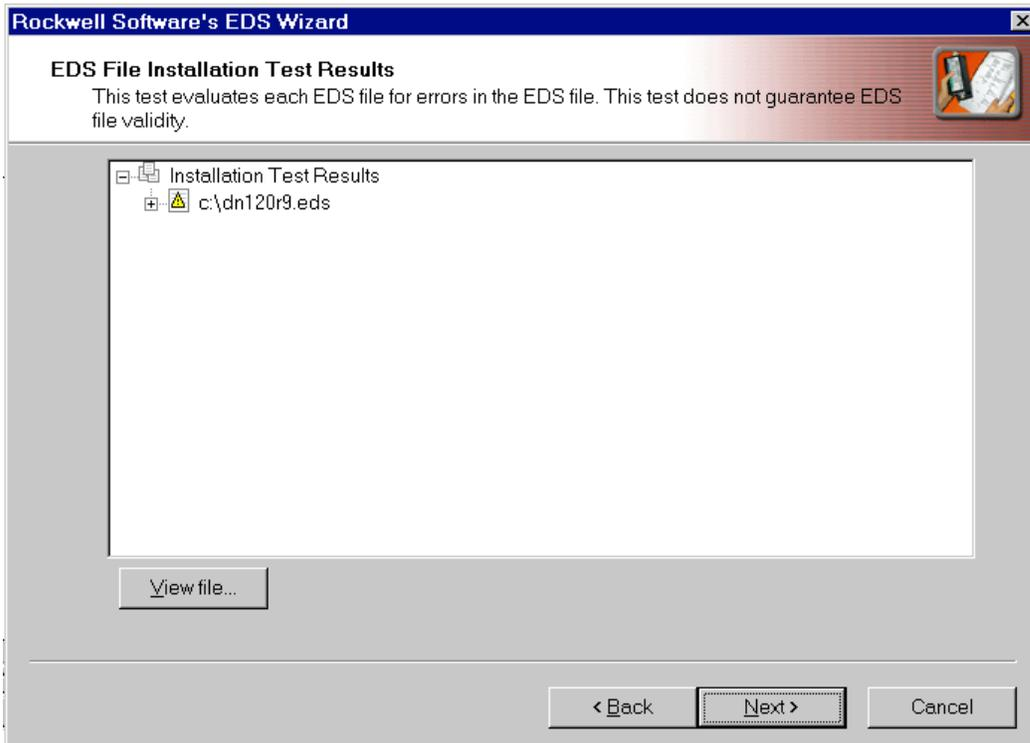 Rockwell Software's EDS Wizard
EDS File Installation Test Results
This test evaluates each EDS file for errors in the EDS file. This test does not guarantee EDS
file validity.
Installation Test Results
c:\dn120r9.eds
View file...
< Back
Next >
Cancel